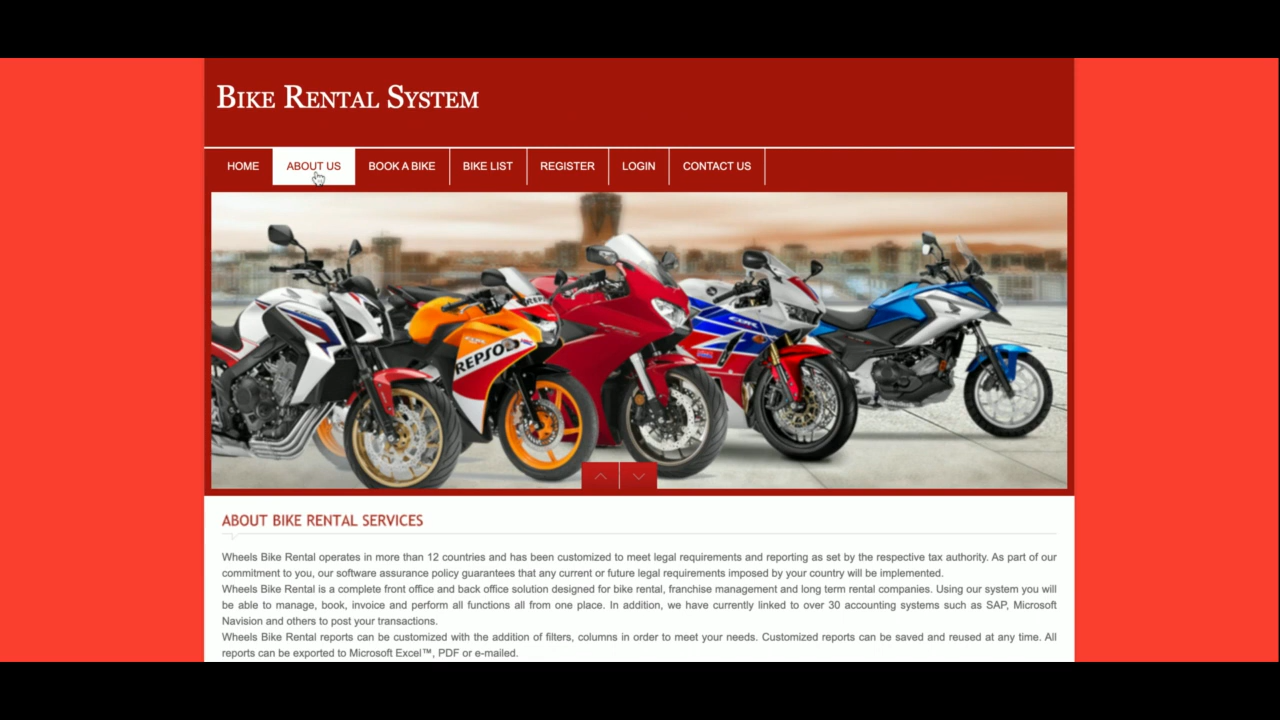 BIKE RENTAL SYSTEM
HOME ABOUT US BOOK A BIKE BIKE LIST REGISTER LOGIN CONTACT US
REPSOL
CBR
ABOUT BIKE RENTAL SERVICES
Wheels Bike Rental operates in more than 12 countries and has been customized to meet legal requirements and reporting as set by the respective tax authority. As part of our
commitment to you, our software assurance policy guarantees that any current or future legal requirements imposed by your country will be implemented.
Wheels Bike Rental is a complete front office and back office solution designed for bike rental, franchise management and long term rental companies. Using our system you will
be able to manage, book, invoice and perform all functions all from one place. In addition, we have currently linked to over 30 accounting systems such as SAP, Microsoft
Navision and others to post your transactions.
Wheels Bike Rental reports can be customized with the addition of filters, columns in order to meet your needs. Customized reports can be saved and reused at any time. All
reports can be exported to Microsoft Excel™, PDF or e-mailed.